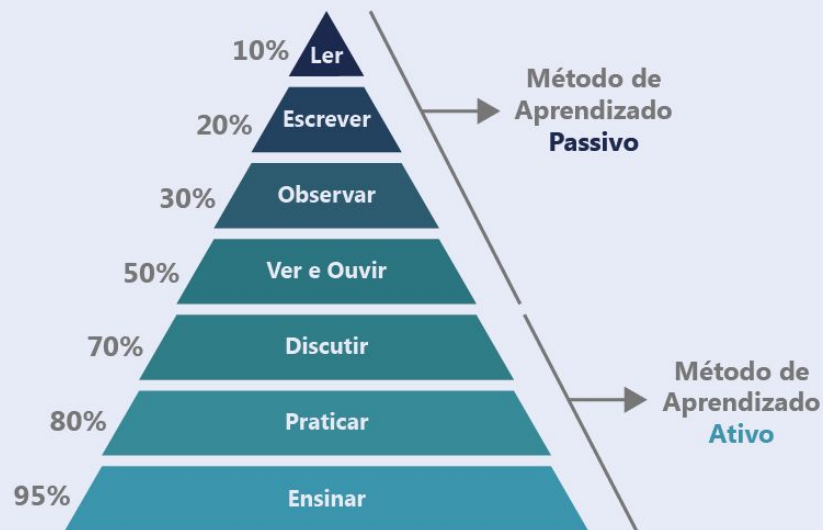 10%
Ler
20%
Escrever
30%
Observar
50%
Ver e Ouvir
70%
Discutir
80%
Praticar
95%
Ensinar
Método de
Aprendizado
Passivo
Método de
Aprendizado
Ativo